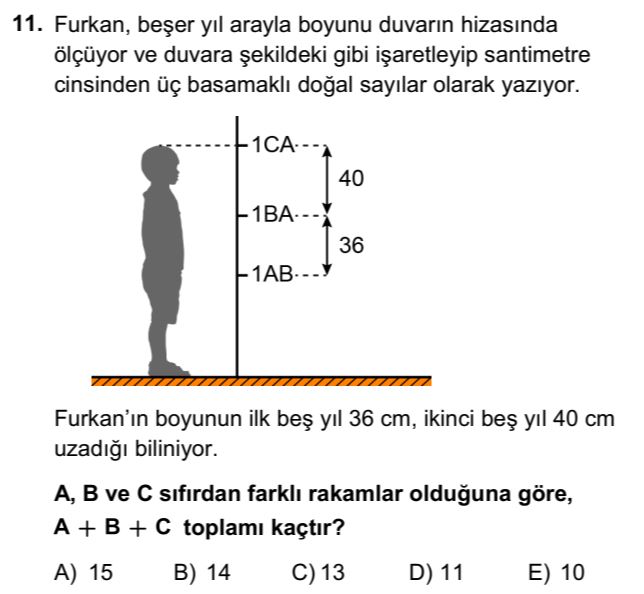 11. Furkan, beşer yıl arayla boyunu duvarın hizasında
ölçüyor ve duvara şekildeki gibi işaretleyip santimetre
cinsinden üç basamaklı doğal sayılar olarak yazıyor.
1CA
40
1BA
36
1AB
Furkan'ın boyunun ilk beş yıl 36 cm, ikinci beş yıl 40 cm
uzadığı biliniyor.
A, B ve C sıfırdan farklı rakamlar olduğuna göre,
A + B + C toplamı kaçtır?
A) 15 B) 14 C) 13 D) 11 E) 10